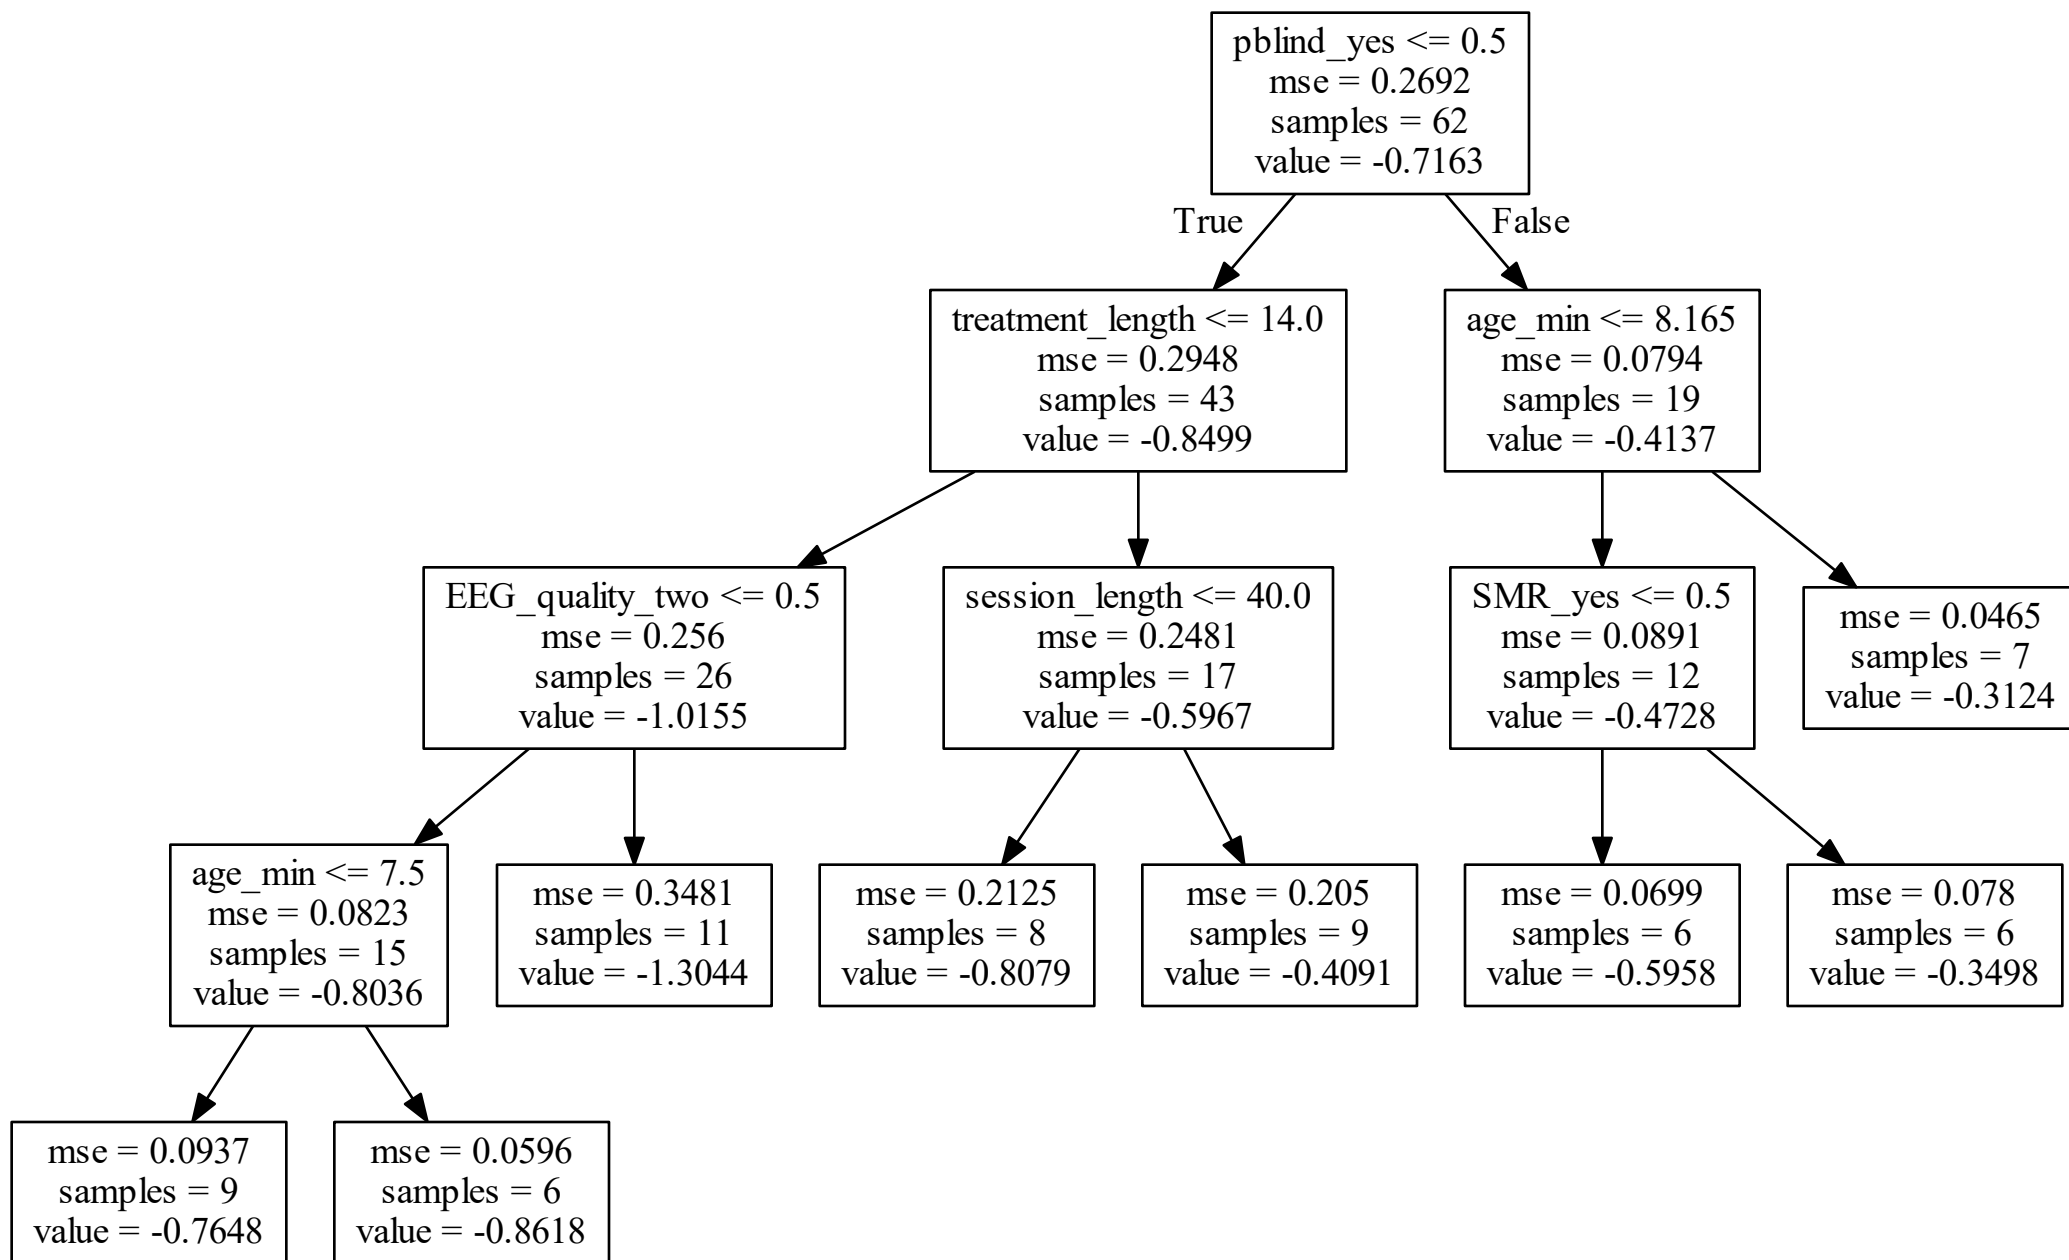 pblind_yes <= 0.5
mse = 0.2692
samples = 62
value = -0.7163
True
False
treatment_length <= 14.0
mse = 0.2948
samples = 43
value = -0.8499
age_min <= 8.165
mse = 0.0794
samples = 19
value = -0.4137
EEG_quality_two <= 0.5
mse = 0.256
samples = 26
value = -1.0155
session_length <= 40.0
mse = 0.2481
samples = 17
value = -0.5967
SMR_yes <= 0.5
mse = 0.0891
samples = 12
value = -0.4728
mse = 0.0465
samples = 7
value = -0.3124
age_min <= 7.5
mse = 0.0823
samples = 15
value = -0.8036
mse = 0.3481
samples = 11
value = -1.3044
mse = 0.2125
samples = 8
value = -0.8079
mse = 0.205
samples = 9
value = -0.4091
mse = 0.0699
samples = 6
value = -0.5958
mse = 0.078
samples = 6
value = -0.3498
mse = 0.0937
samples = 9
value = -0.7648
mse = 0.0596
samples = 6
value = -0.8618